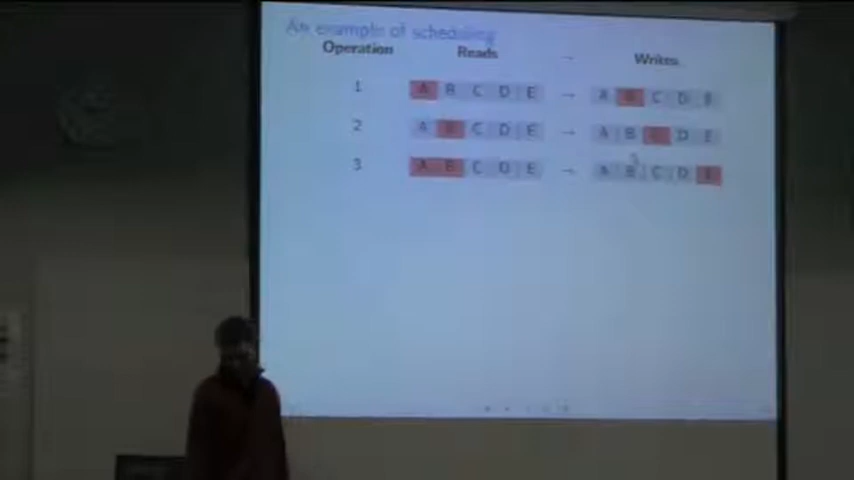 An example of scheduling
Operation Reads → Writes
1 A B C D E → A B C D E
2 A B C D E → A B C D E
3 A B C D E → A B C D E